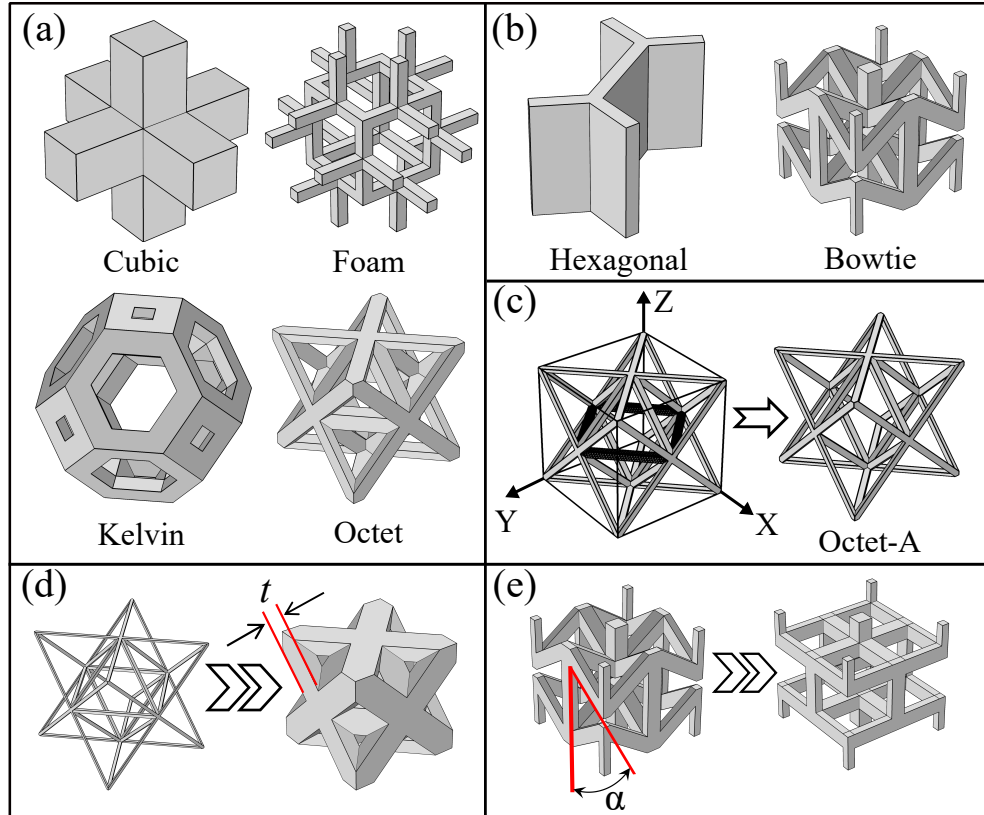 (a)
Cubic
Foam
Kelvin
Octet
(b)
Hexagonal
Bowtie
(c)
Z
Y
X
Octet-A
(d)
t
(e)
α